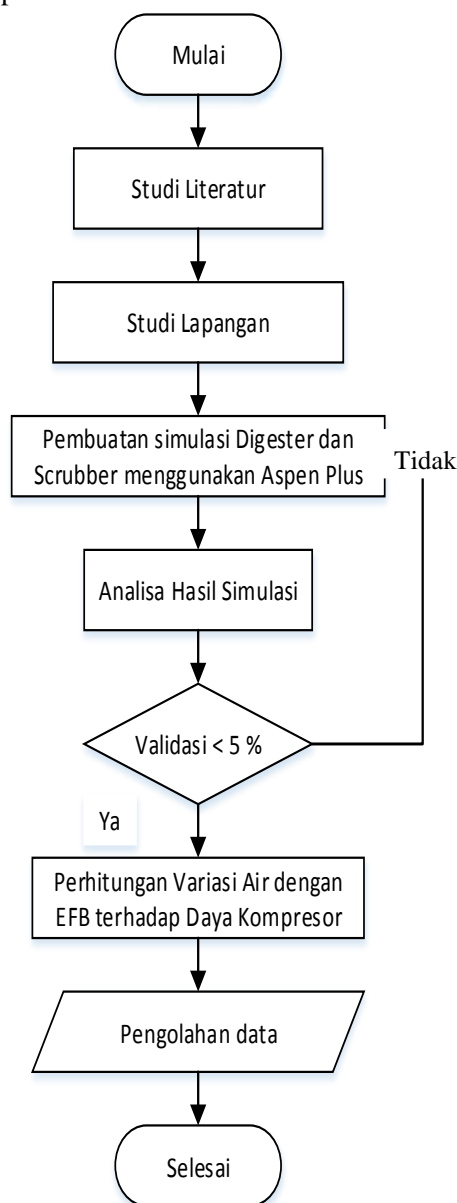 Mulai
Studi Literatur
Studi Lapangan
Pembuatan simulasi Digester dan
Scrubber menggunakan Aspen Plus
Tidak
Analisa Hasil Simulasi
Validasi < 5 %
Ya
Perhitungan Variasi Air dengan
EFB terhadap Daya Kompresor
Pengolahan data
Selesai